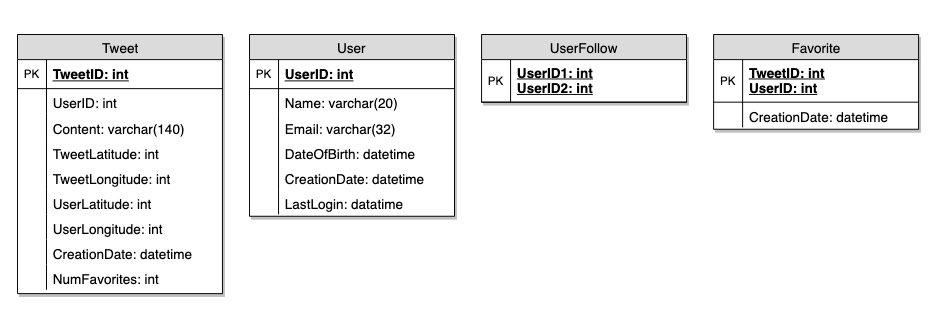 Tweet
PK
TweetID: int
UserID: int
Content: varchar(140)
TweetLatitude: int
TweetLongitude: int
UserLatitude: int
UserLongitude: int
CreationDate: datetime
NumFavorites: int
User
PK
UserID: int
Name: varchar(20)
Email: varchar(32)
DateOfBirth: datetime
CreationDate: datetime
LastLogin: datatime
UserFollow
PK
UserID1: int
UserID2: int
Favorite
PK
TweetID: int
UserID: int
CreationDate: datetime